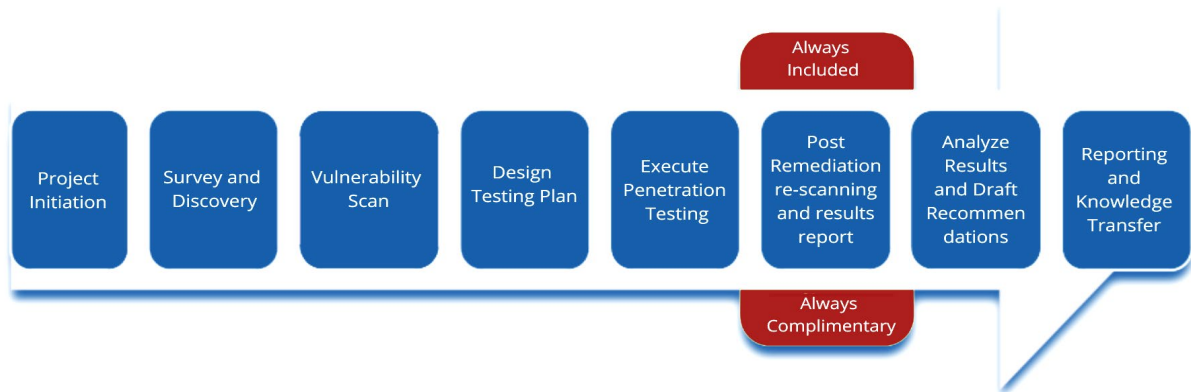 Always
Included
Project
Initiation
Survey and
Discovery
Vulnerability
Scan
Design
Testing Plan
Execute
Penetration
Testing
Post
Remediation
re-scanning
and results
report
Analyze
Results
and Draft
Recommen
dations
Reporting
and
Knowledge
Transfer
Always
Complimentary